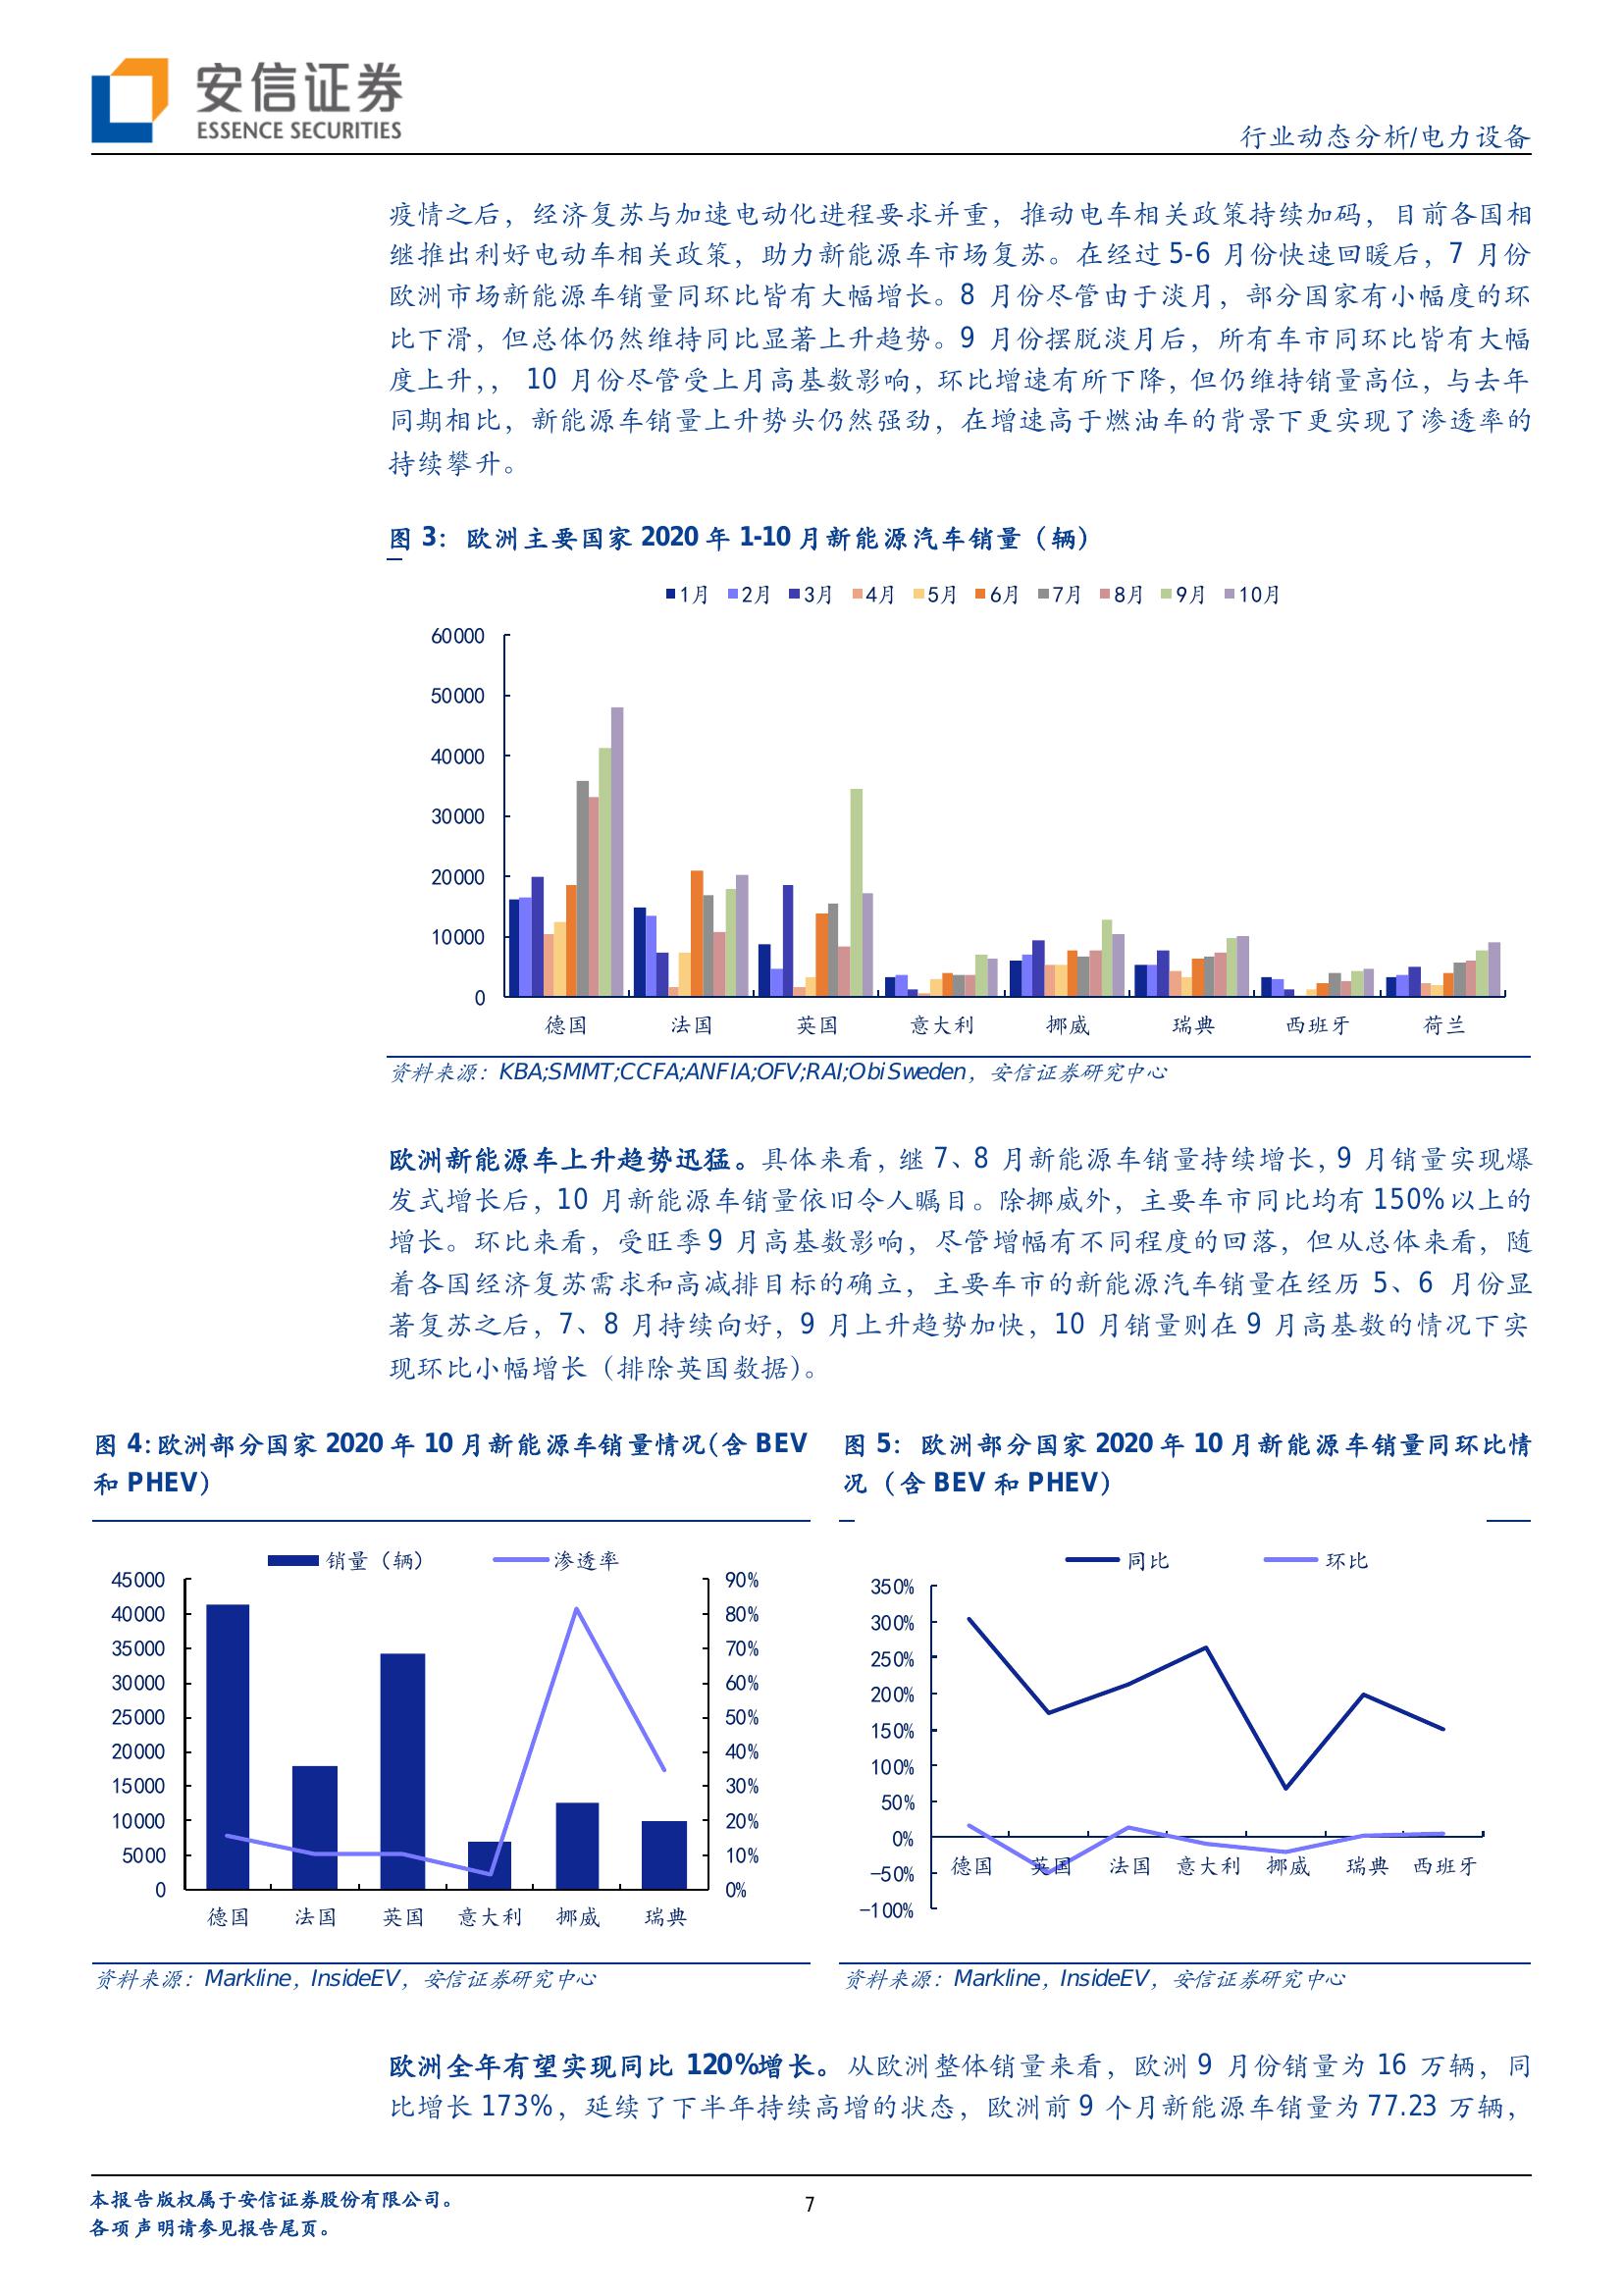 安信证券
ESSENCE SECURITIES
行业动态分析/电力设备
疫情之后，经济复苏与加速电动化进程要求并重，推动电车相关政策持续加码，目前各国相
继推出利好电动车相关政策，助力新能源车市场复苏。在经过 5-6 月份快速回暖后，7 月份
欧洲市场新能源车销量同环比皆有大幅增长。8 月份尽管由于淡月，部分国家有小幅度的环
比下滑，但总体仍然维持同比显著上升趋势。9 月份摆脱淡月后，所有车市同环比皆有大幅
度上升，， 10 月份尽管受上月高基数影响，环比增速有所下降，但仍维持销量高位，与去年
同期相比，新能源车销量上升势头仍然强劲，在增速高于燃油车的背景下更实现了渗透率的
持续攀升。
图 3：欧洲主要国家 2020 年 1-10 月新能源汽车销量（辆）
1月 2月 3月 4月 5月 6月 7月 8月 9月 10月
60000
50000
40000
30000
20000
10000
0
德国 法国 英国 意大利 挪威 瑞典 西班牙 荷兰
资料来源：KBA;SMMT;CCFA;ANFIA;OFV;RAI;ObiSweden，安信证券研究中心
欧洲新能源车上升趋势迅猛。具体来看，继 7、8 月新能源车销量持续增长，9 月销量实现爆
发式增长后，10 月新能源车销量依旧令人瞩目。除挪威外，主要车市同比均有 150%以上的
增长。环比来看，受旺季 9 月高基数影响，尽管增幅有不同程度的回落，但从总体来看，随
着各国经济复苏需求和高减排目标的确立，主要车市的新能源汽车销量在经历 5、6 月份显
著复苏之后，7、8 月持续向好，9 月上升趋势加快，10 月销量则在 9 月高基数的情况下实
现环比小幅增长（排除英国数据）。
图 4：欧洲部分国家 2020 年 10 月新能源车销量情况（含 BEV
和 PHEV）
销量（辆） 渗透率
45000 90%
40000 80%
35000 70%
30000 60%
25000 50%
20000 40%
15000 30%
10000 20%
5000 10%
0 0%
德国 法国 英国 意大利 挪威 瑞典
资料来源：Markline，InsideEV，安信证券研究中心
图 5：欧洲部分国家 2020 年 10 月新能源车销量同环比情
况（含 BEV 和 PHEV）
同比 环比
350%
300%
250%
200%
150%
100%
50%
0%
-50%
-100%
德国 英国 法国 意大利 挪威 瑞典 西班牙
资料来源：Markline，InsideEV，安信证券研究中心
欧洲全年有望实现同比 120%增长。从欧洲整体销量来看，欧洲 9 月份销量为 16 万辆，同
比增长 173%，延续了下半年持续高增的状态，欧洲前 9 个月新能源车销量为 77.23 万辆，
本报告版权属于安信证券股份有限公司。
各项声明请参见报告尾页。
7